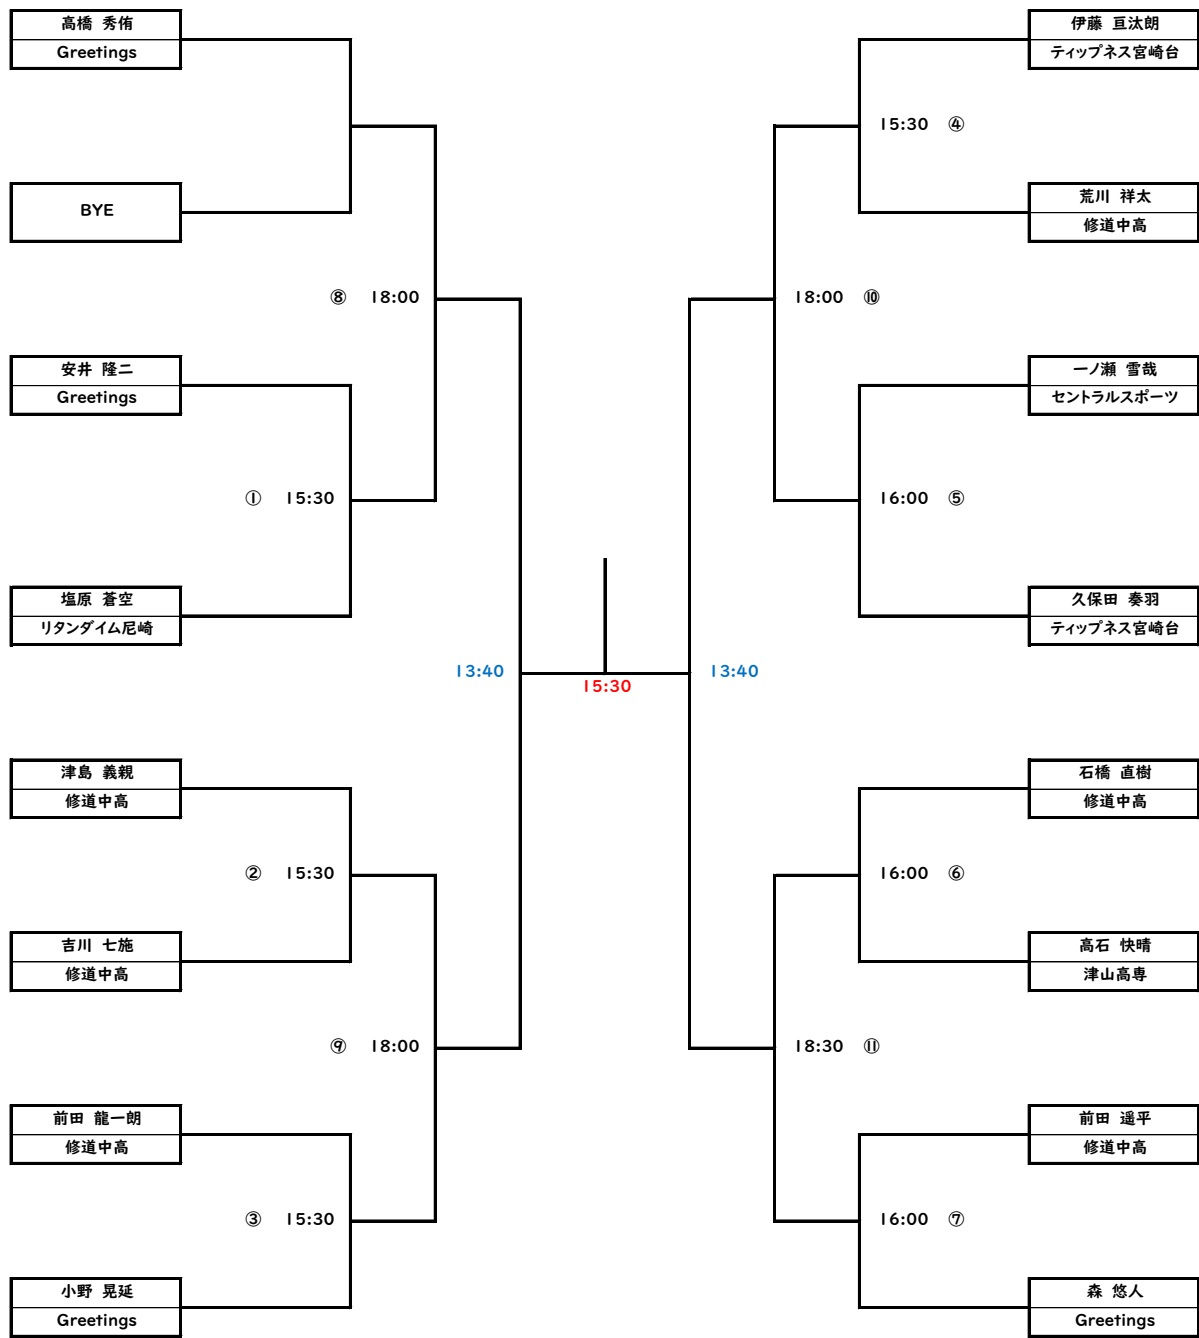 高橋 秀侑
Greetings
BYE
⑧ 18:00
安井 隆二
Greetings
① 15:30
塩原 蒼空
リタンダイム尼崎
13:40
津島 義親
修道中高
② 15:30
吉川 七施
修道中高
⑨ 18:00
前田 龍一朗
修道中高
③ 15:30
小野 晃延
Greetings
15:30
伊藤 亘汰朗
ティップネス宮崎台
15:30 ④
荒川 祥太
修道中高
18:00 ⑩
一ノ瀬 雪哉
セントラルスポーツ
16:00 ⑤
久保田 奏羽
ティップネス宮崎台
13:40
石橋 直樹
修道中高
16:00 ⑥
高石 快晴
津山高専
18:30 ⑪
前田 遥平
修道中高
16:00 ⑦
森 悠人
Greetings